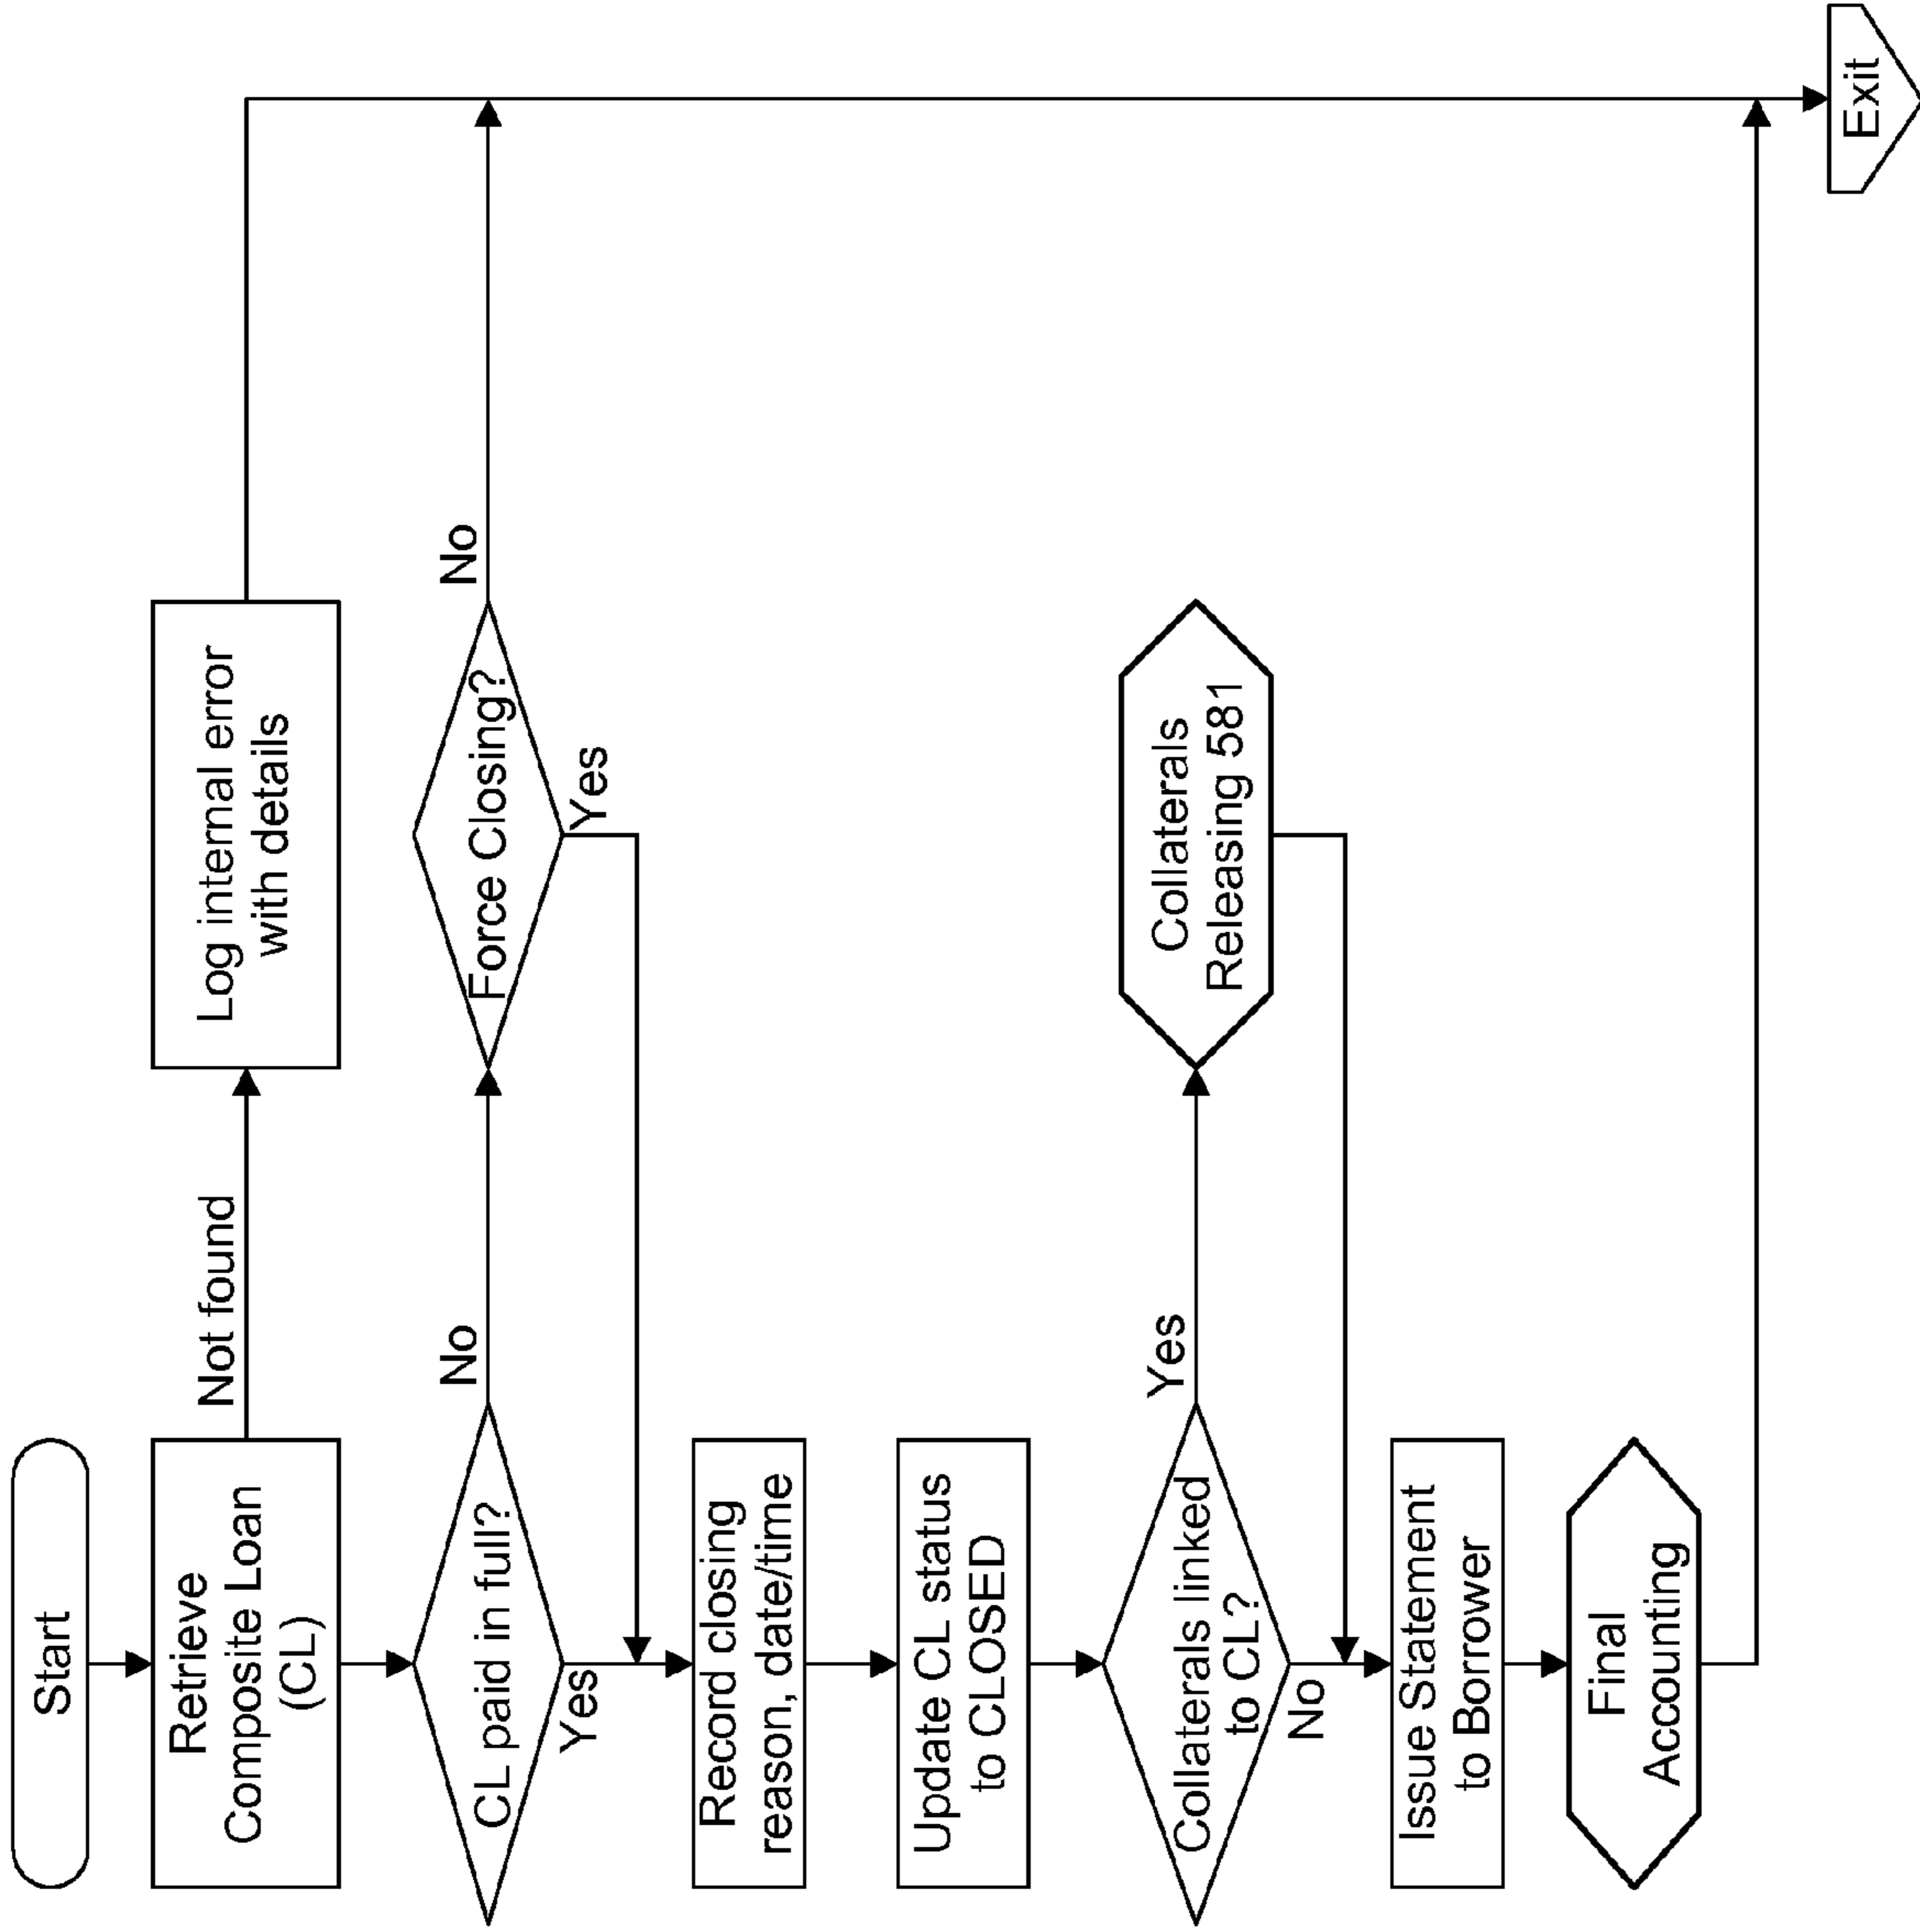 Start
Retrieve
Composite Loan
(CL)
Not found
Log internal error
with details
CL paid in full?
No
Yes
Force Closing?
No
Yes
Record closing
reason, date/time
Update CL status
to CLOSED
Collaterals linked
to CL?
Yes
No
Collaterals
Releasing 581
Issue Statement
to Borrower
Final
Accounting
Exit